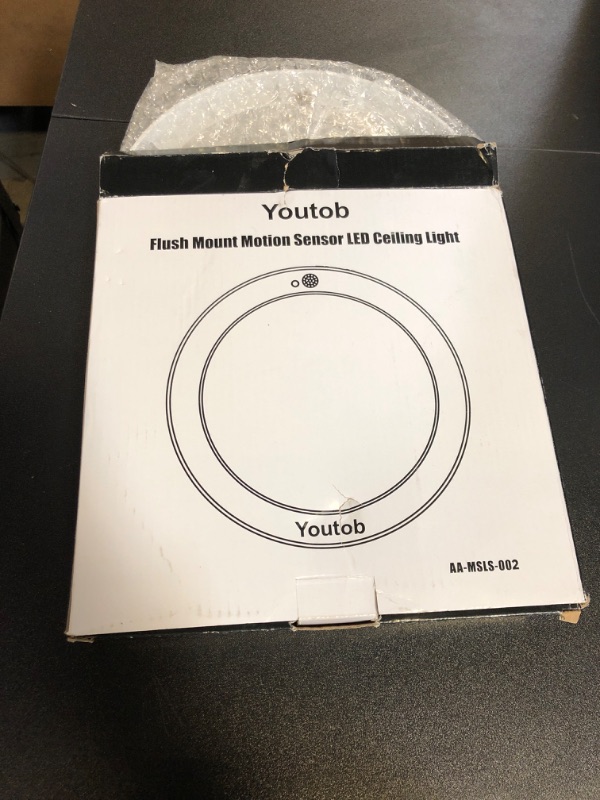 Youtob
Flush Mount Motion Sensor LED Ceiling Light
Youtob
AA-MSLS-002